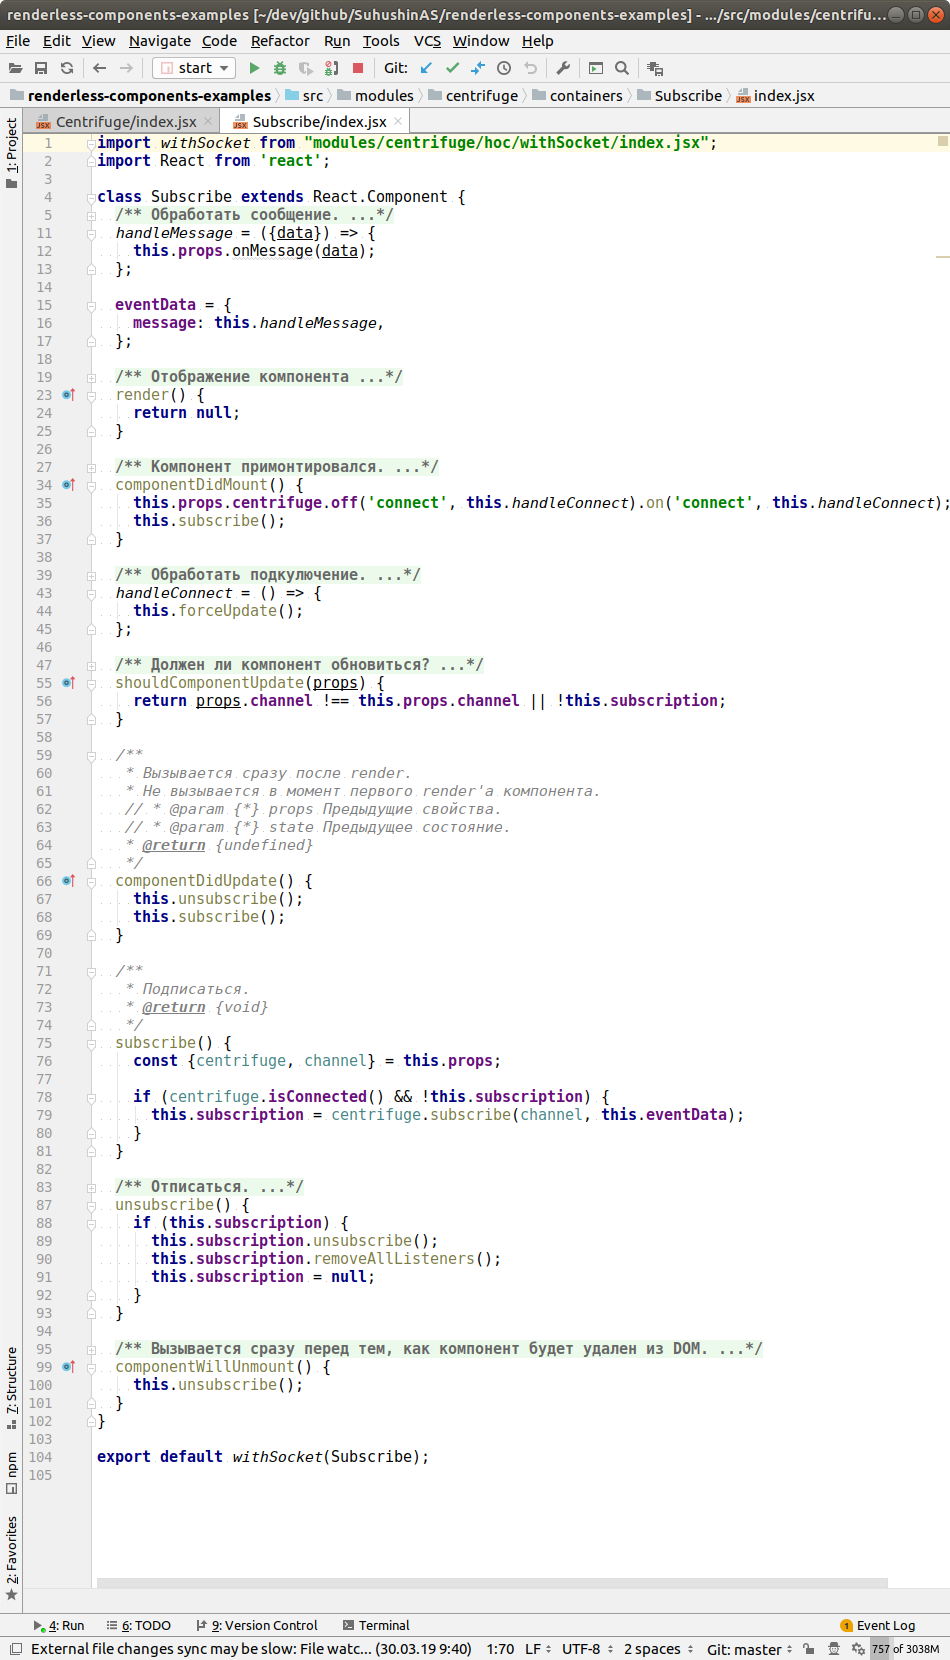 renderless-components-examples [~/dev/github/SuhushinAS/renderless-components-examples] - .../src/modules/centrifu...
File Edit View Navigate Code Refactor Run Tools VCS Window Help
start Git:
renderless-components-examples src modules centrifuge containers Subscribe index.jsx
Centrifuge/index.jsx Subscribe/index.jsx
1: Project
1 import withSocket from "modules/centrifuge/hoc/withSocket/index.jsx";
2 import React from 'react';
3
4 class Subscribe extends React.Component {
5 /** Обработать сообщение. ...*/
11 handleMessage = ({data}) => {
12 this.props.onMessage(data);
13 };
14
15 eventData = {
16 message: this.handleMessage,
17 };
18
19 /** Отображение компонента ...*/
23 render() {
24 return null;
25 }
26
27 /** Компонент примонтировался. ...*/
34 componentDidMount() {
35 this.props.centrifuge.off('connect', this.handleConnect).on('connect', this.handleConnect);
36 this.subscribe();
37 }
38
39 /** Обработать подкулючение. ...*/
43 handleConnect = () => {
44 this.forceUpdate();
45 };
46
47 /** Должен ли компонент обновиться? ...*/
55 shouldComponentUpdate(props) {
56 return props.channel !== this.props.channel || !this.subscription;
57 }
58
59 /**
60 * Вызывается сразу после render.
61 * Не вызывается в момент первого render'а компонента.
62 // * @param {*} props Предыдущие свойства.
63 // * @param {*} state Предыдущее состояние.
64 * @return {undefined}
65 */
66 componentDidUpdate() {
67 this.unsubscribe();
68 this.subscribe();
69 }
70
71 /**
72 * Подписаться.
73 * @return {void}
74 */
75 subscribe() {
76 const {centrifuge, channel} = this.props;
77
78 if (centrifuge.isConnected() && !this.subscription) {
79 this.subscription = centrifuge.subscribe(channel, this.eventData);
80 }
81 }
82
83 /** Отписаться. ...*/
87 unsubscribe() {
88 if (this.subscription) {
89 this.subscription.unsubscribe();
90 this.subscription.removeAllListeners();
91 this.subscription = null;
92 }
93 }
94
95 /** Вызывается сразу перед тем, как компонент будет удален из DOM. ...*/
99 componentWillUnmount() {
100 this.unsubscribe();
101 }
102 }
103
104 export default withSocket(Subscribe);
105
7: Structure
npm
2: Favorites
4: Run 6: TODO 9: Version Control Terminal 1 Event Log
External file changes sync may be slow: File watc... (30.03.19 9:40) 1:70 LF UTF-8 2 spaces Git: master 757 of 3038M